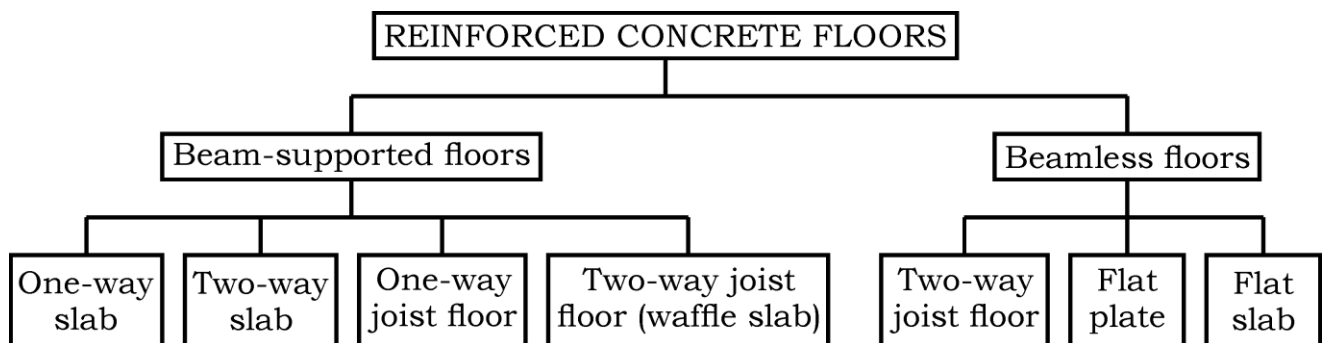 REINFORCED CONCRETE FLOORS
Beam-supported floors
Beamless floors
One-way
slab
Two-way
slab
One-way
joist floor
Two-way joist
floor (waffle slab)
Two-way
joist floor
Flat
plate
Flat
slab